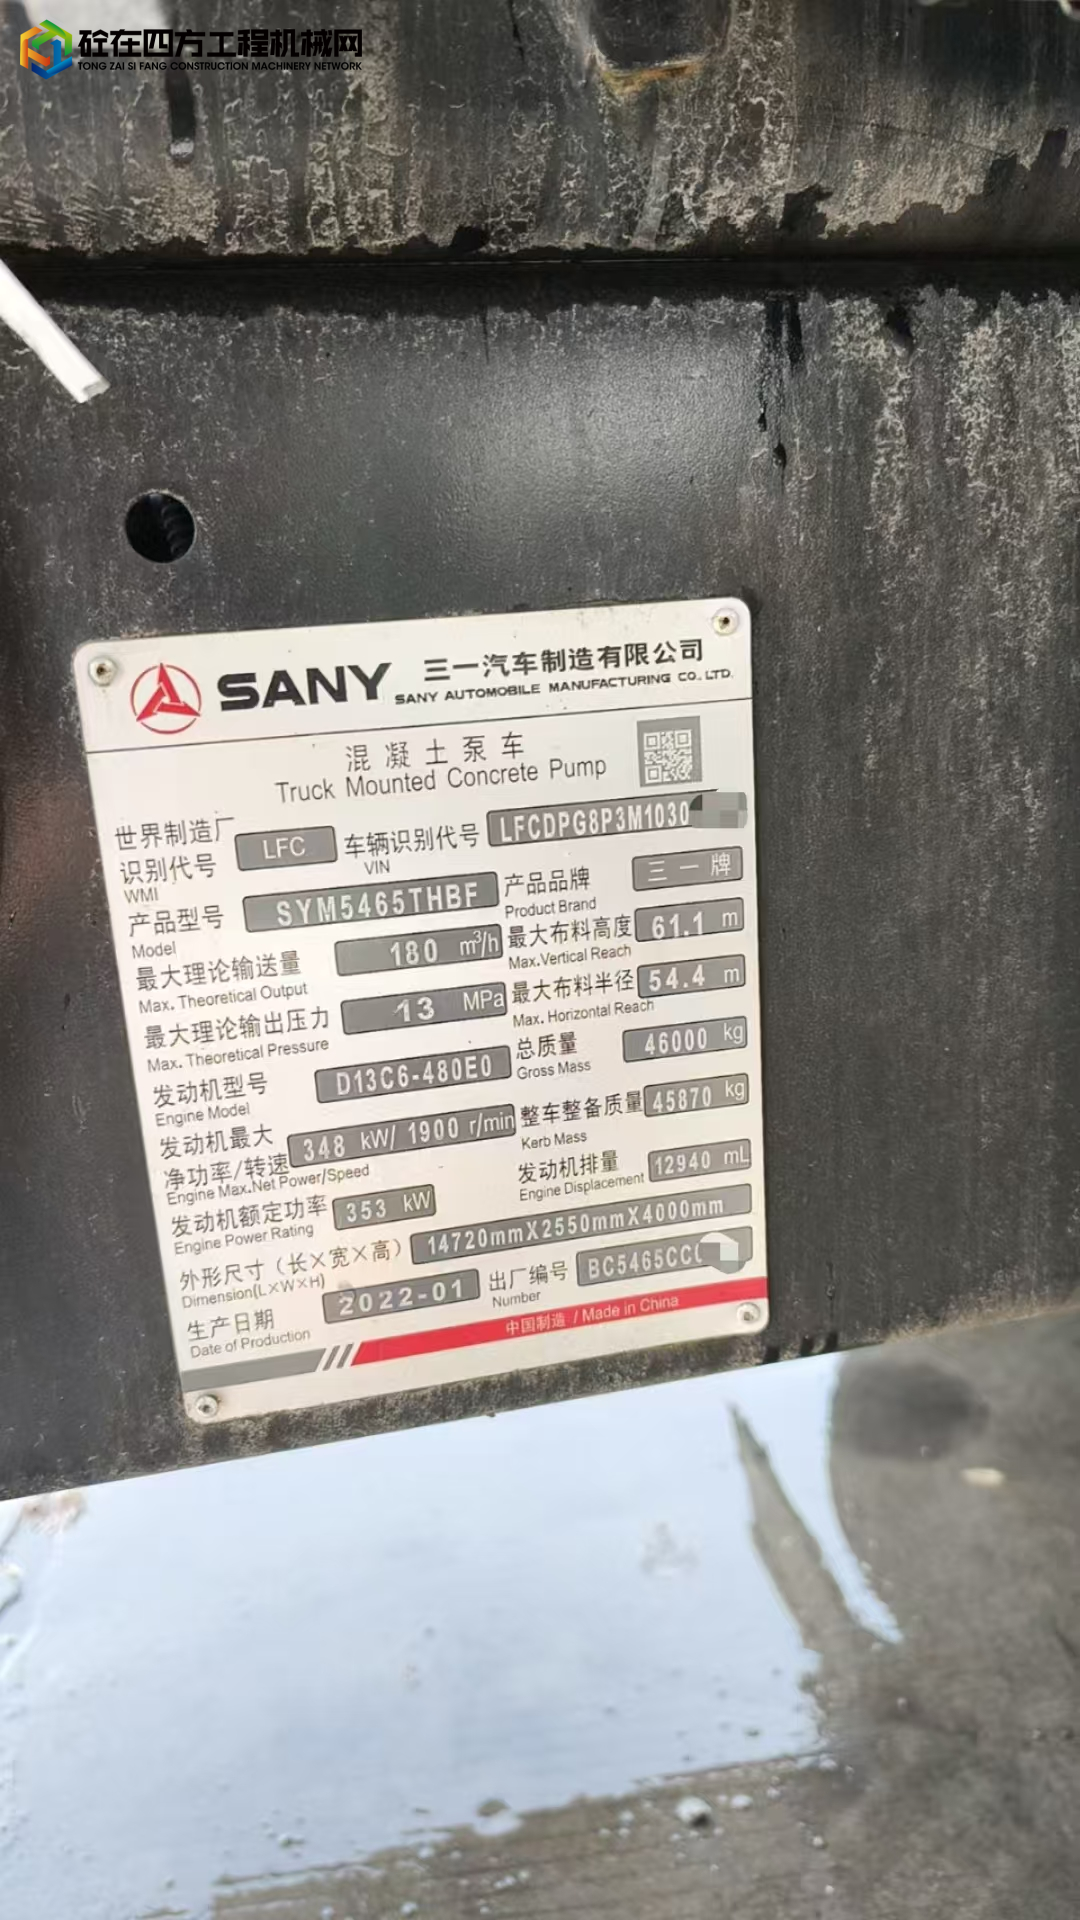 砼在四方工程机械网
TONG ZAI SI FANG CONSTRUCTION MACHINERY NETWORK
SANY 三一汽车制造有限公司
SANY AUTOMOBILE MANUFACTURING CO., LTD.
混凝土泵车
Truck Mounted Concrete Pump
世界制造厂识别代号 LFC
WMI
车辆识别代号 LFCDPG8P3M1030
VIN
产品型号 SYM5465THBF
Model
产品品牌 三一牌
Product Brand
最大理论输送量 180 m³/h
Max. Theoretical Output
最大布料高度 61.1 m
Max.Vertical Reach
最大理论输出压力 13 MPa
Max. Theoretical Pressure
最大布料半径 54.4 m
Max. Horizontal Reach
发动机型号 D13C6-480E0
Engine Model
总质量 46000 kg
Gross Mass
发动机最大净功率/转速 348 kW/ 1900 r/min
Engine Max.Net Power/Speed
整车整备质量 45870 kg
Kerb Mass
发动机额定功率 353 kW
Engine Power Rating
发动机排量 12940 mL
Engine Displacement
外形尺寸（长×宽×高） 14720mmX2550mmX4000mm
Dimension(L×W×H)
生产日期 2022-01
Date of Production
出厂编号 BC5465CC
Number
中国制造 / Made in China